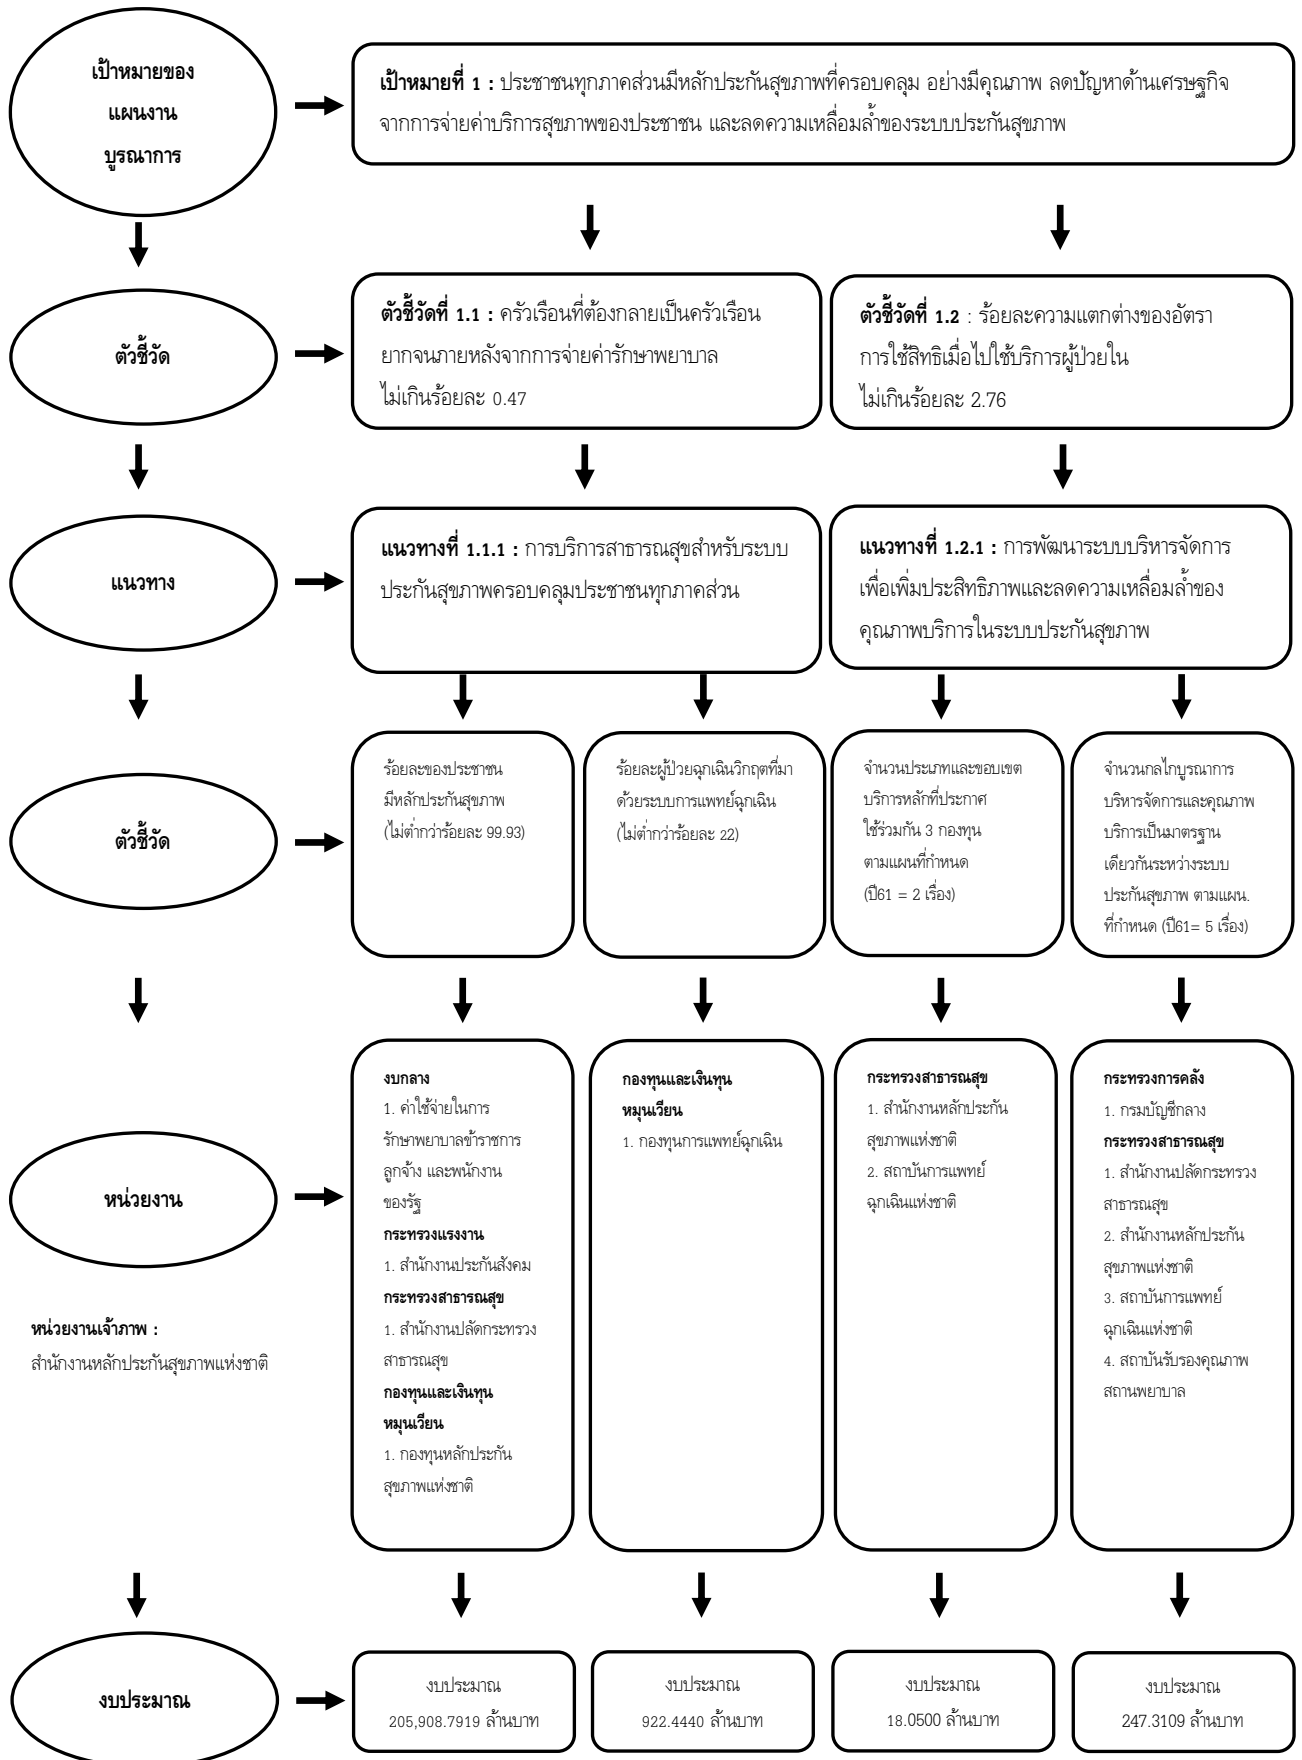 เป้าหมายของ
แผนงาน
บูรณาการ
เป้าหมายที่ 1 : ประชาชนทุกภาคส่วนมีหลักประกันสุขภาพที่ครอบคลุม อย่างมีคุณภาพ ลดปัญหาด้านเศรษฐกิจ
จากการจ่ายค่าบริการสุขภาพของประชาชน และลดความเหลื่อมล้ำของระบบประกันสุขภาพ
ตัวชี้วัด
ตัวชี้วัดที่ 1.1 : ครัวเรือนที่ต้องกลายเป็นครัวเรือน
ยากจนภายหลังจากการจ่ายค่ารักษาพยาบาล
ไม่เกินร้อยละ 0.47
ตัวชี้วัดที่ 1.2 : ร้อยละความแตกต่างของอัตรา
การใช้สิทธิเมื่อไปใช้บริการผู้ป่วยใน
ไม่เกินร้อยละ 2.76
แนวทาง
แนวทางที่ 1.1.1 : การบริการสาธารณสุขสำหรับระบบ
ประกันสุขภาพครอบคลุมประชาชนทุกภาคส่วน
แนวทางที่ 1.2.1 : การพัฒนาระบบบริหารจัดการ
เพื่อเพิ่มประสิทธิภาพและลดความเหลื่อมล้ำของ
คุณภาพบริการในระบบประกันสุขภาพ
ตัวชี้วัด
ร้อยละของประชาชน
มีหลักประกันสุขภาพ
(ไม่ต่ำกว่าร้อยละ 99.93)
ร้อยละผู้ป่วยฉุกเฉินวิกฤตที่มา
ด้วยระบบการแพทย์ฉุกเฉิน
(ไม่ต่ำกว่าร้อยละ 22)
จำนวนประเภทและขอบเขต
บริการหลักที่ประกาศ
ใช้ร่วมกัน 3 กองทุน
ตามแผนที่กำหนด
(ปี61 = 2 เรื่อง)
จำนวนกลไกบูรณาการ
บริหารจัดการและคุณภาพ
บริการเป็นมาตรฐาน
เดียวกันระหว่างระบบ
ประกันสุขภาพ ตามแผน.
ที่กำหนด (ปี61= 5 เรื่อง)
หน่วยงาน
หน่วยงานเจ้าภาพ :
สำนักงานหลักประกันสุขภาพแห่งชาติ
งบกลาง
1. ค่าใช้จ่ายในการ
รักษาพยาบาลข้าราชการ
ลูกจ้าง และพนักงาน
ของรัฐ
กระทรวงแรงงาน
1. สำนักงานประกันสังคม
กระทรวงสาธารณสุข
1. สำนักงานปลัดกระทรวง
สาธารณสุข
กองทุนและเงินทุน
หมุนเวียน
1. กองทุนหลักประกัน
สุขภาพแห่งชาติ
กองทุนและเงินทุน
หมุนเวียน
1. กองทุนการแพทย์ฉุกเฉิน
กระทรวงสาธารณสุข
1. สำนักงานหลักประกัน
สุขภาพแห่งชาติ
2. สถาบันการแพทย์
ฉุกเฉินแห่งชาติ
กระทรวงการคลัง
1. กรมบัญชีกลาง
กระทรวงสาธารณสุข
1. สำนักงานปลัดกระทรวง
สาธารณสุข
2. สำนักงานหลักประกัน
สุขภาพแห่งชาติ
3. สถาบันการแพทย์
ฉุกเฉินแห่งชาติ
4. สถาบันรับรองคุณภาพ
สถานพยาบาล
งบประมาณ
งบประมาณ
205,908.7919 ล้านบาท
งบประมาณ
922.4440 ล้านบาท
งบประมาณ
18.0500 ล้านบาท
งบประมาณ
247.3109 ล้านบาท